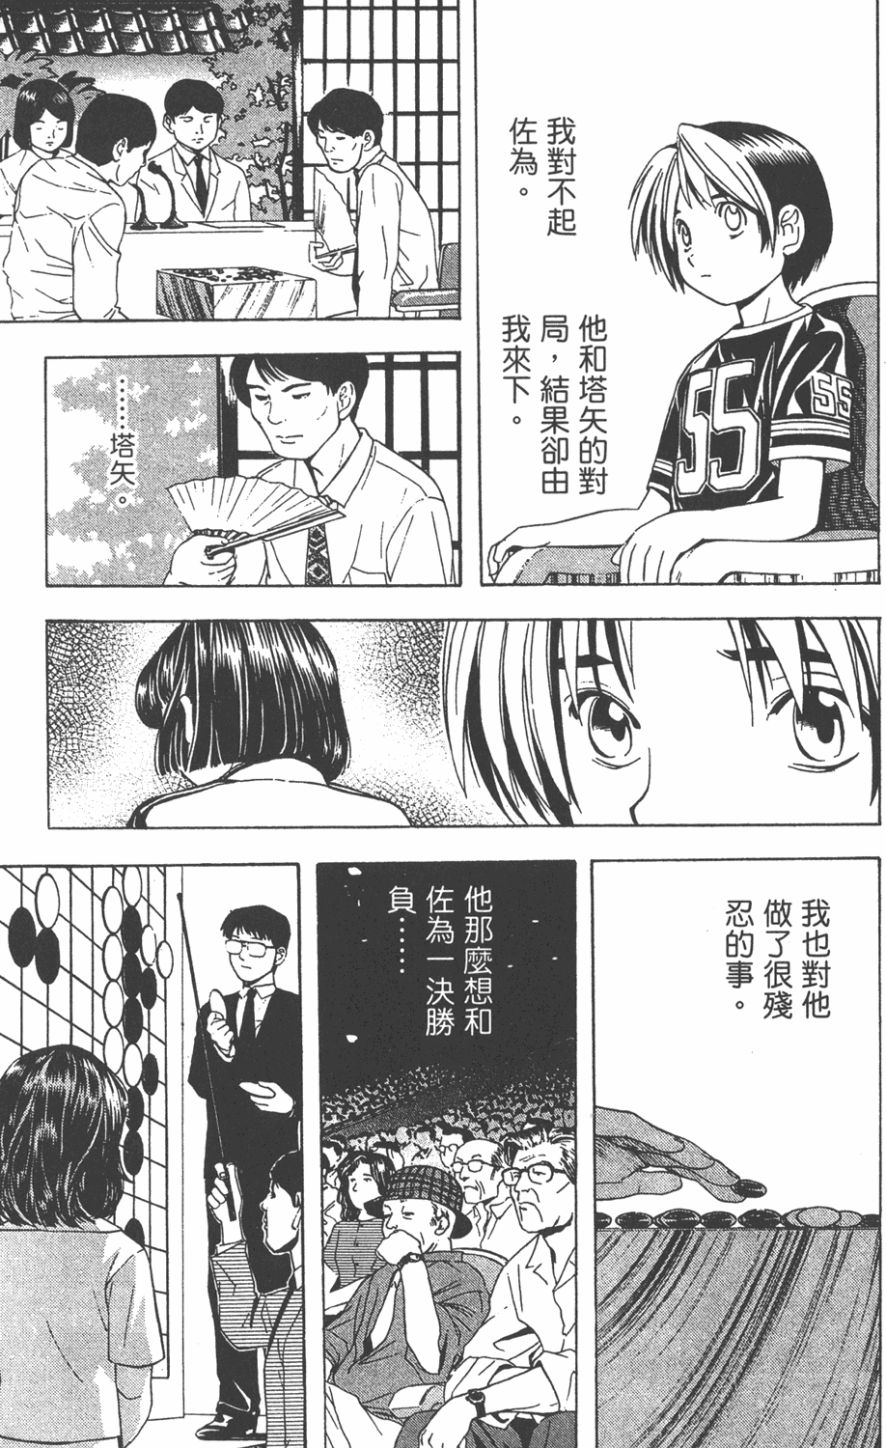 我對不起
佐為。
他和塔矢的對
局，結果卻由
我來下。
55
55
……塔矢。
我也對他
做了很殘
忍的事。
他那麼想和
佐為一決勝
負……